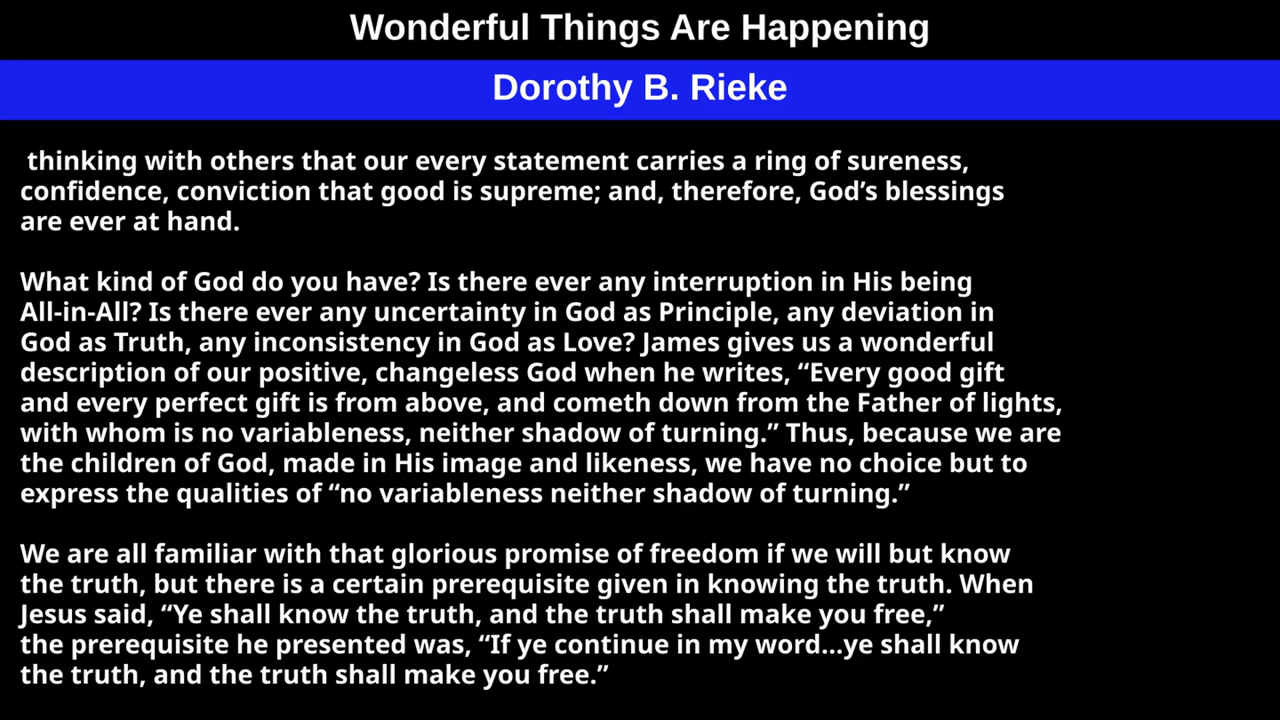 Wonderful Things Are Happening
Dorothy B. Rieke
thinking with others that our every statement carries a ring of sureness,
confidence, conviction that good is supreme; and, therefore, God’s blessings
are ever at hand.
What kind of God do you have? Is there ever any interruption in His being
All-in-All? Is there ever any uncertainty in God as Principle, any deviation in
God as Truth, any inconsistency in God as Love? James gives us a wonderful
description of our positive, changeless God when he writes, “Every good gift
and every perfect gift is from above, and cometh down from the Father of lights,
with whom is no variableness, neither shadow of turning.” Thus, because we are
the children of God, made in His image and likeness, we have no choice but to
express the qualities of “no variableness neither shadow of turning.”
We are all familiar with that glorious promise of freedom if we will but know
the truth, but there is a certain prerequisite given in knowing the truth. When
Jesus said, “Ye shall know the truth, and the truth shall make you free,”
the prerequisite he presented was, “If ye continue in my word...ye shall know
the truth, and the truth shall make you free.”